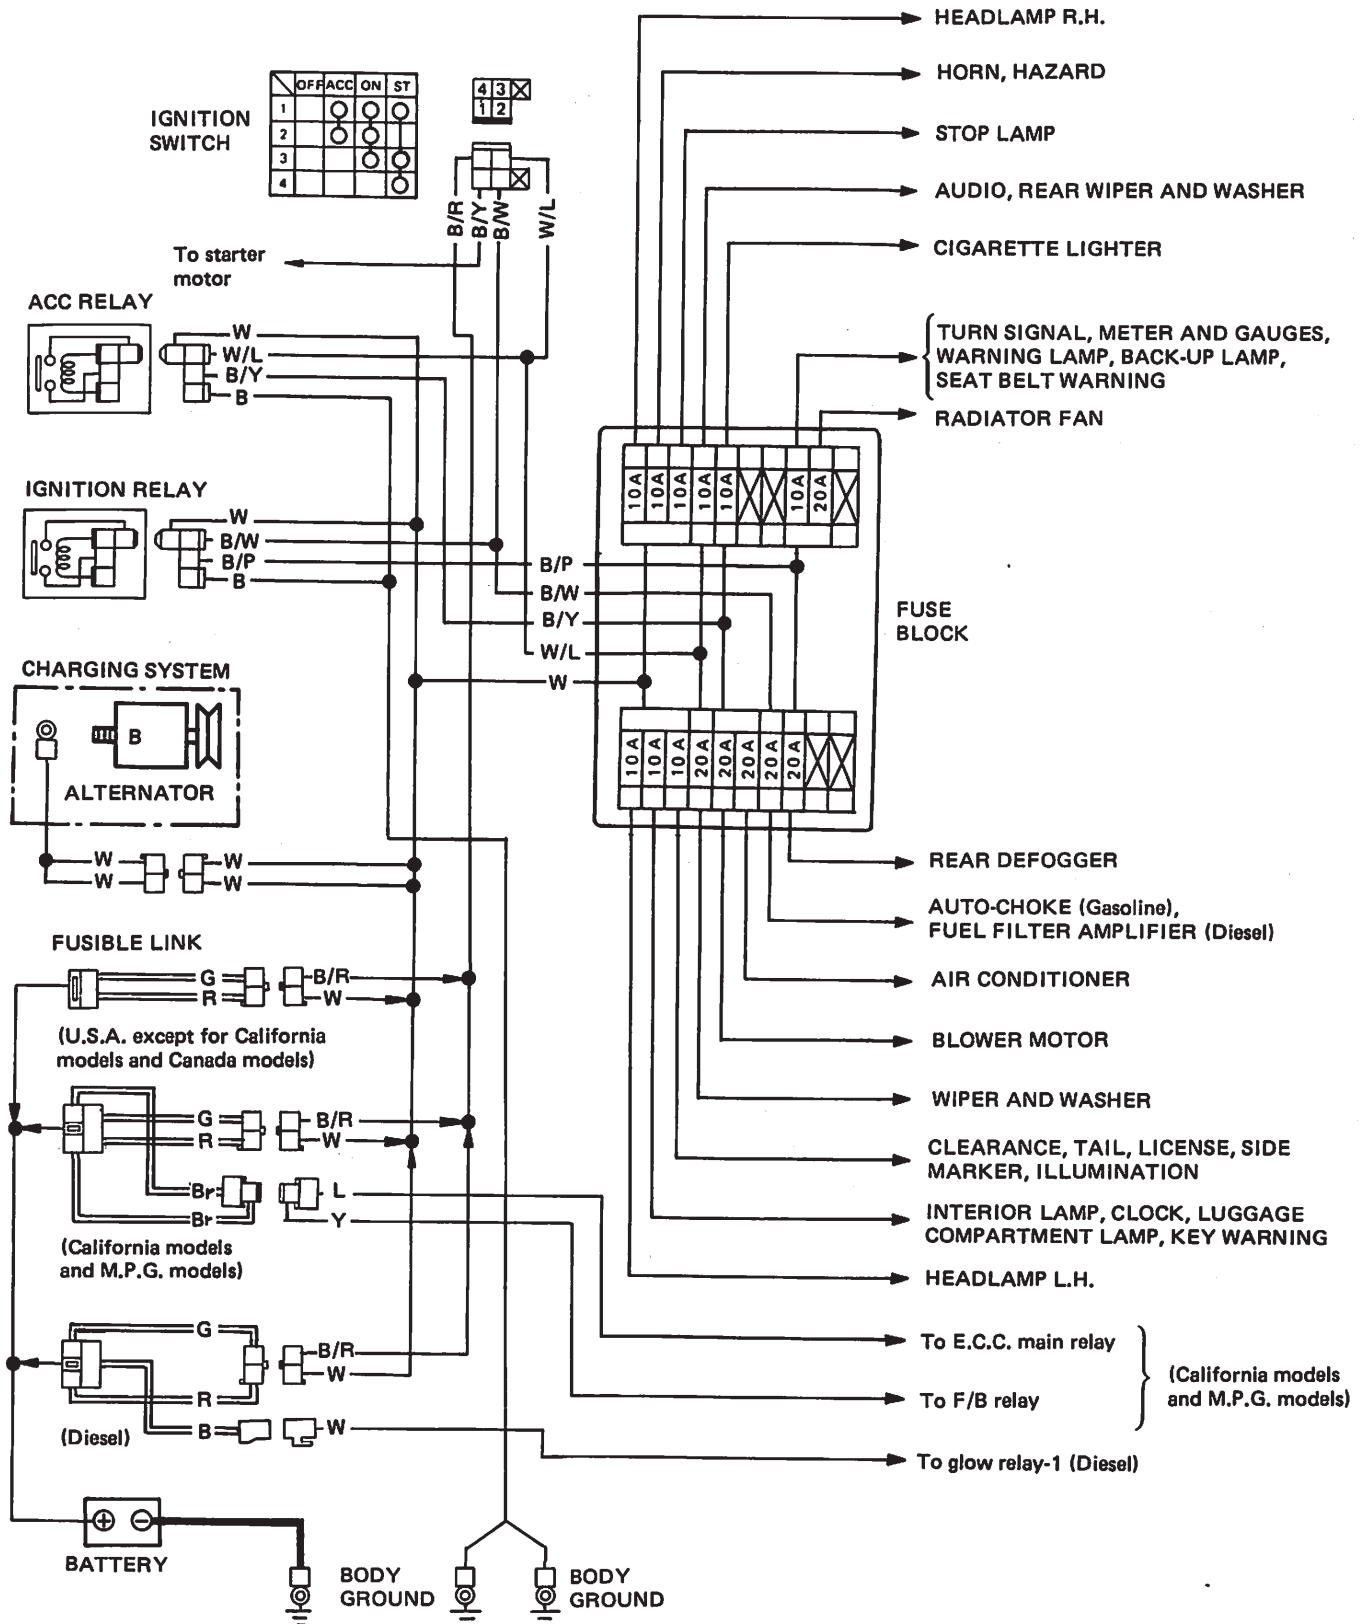 HEADLAMP R.H.
HORN, HAZARD
STOP LAMP
AUDIO, REAR WIPER AND WASHER
CIGARETTE LIGHTER
TURN SIGNAL, METER AND GAUGES,
WARNING LAMP, BACK-UP LAMP,
SEAT BELT WARNING
RADIATOR FAN
IGNITION
SWITCH
OFF ACC ON ST
1
2
3
4
4 3
1 2
B/R
B/Y
B/W
W/L
To starter
motor
ACC RELAY
W
W/L
B/Y
B
IGNITION RELAY
W
B/W
B/P
B
10A 10A 10A 10A 10A 10A 20A
B/P
B/W
B/Y
W/L
W
FUSE
BLOCK
10A 10A 10A 20A 20A 20A 20A 20A
CHARGING SYSTEM
B
ALTERNATOR
W W
W W
FUSIBLE LINK
G B/R
R W
(U.S.A. except for California
models and Canada models)
G B/R
R W
Br L
Br Y
(California models
and M.P.G. models)
G B/R
W
R
B W
(Diesel)
BATTERY
BODY
GROUND
BODY
GROUND
REAR DEFOGGER
AUTO-CHOKE (Gasoline),
FUEL FILTER AMPLIFIER (Diesel)
AIR CONDITIONER
BLOWER MOTOR
WIPER AND WASHER
CLEARANCE, TAIL, LICENSE, SIDE
MARKER, ILLUMINATION
INTERIOR LAMP, CLOCK, LUGGAGE
COMPARTMENT LAMP, KEY WARNING
HEADLAMP L.H.
To E.C.C. main relay
To F/B relay
(California models
and M.P.G. models)
To glow relay-1 (Diesel)